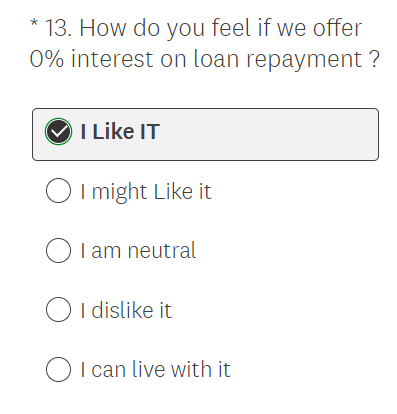 * 13. How do you feel if we offer
0% interest on loan repayment ?
I Like IT
I might Like it
I am neutral
I dislike it
I can live with it